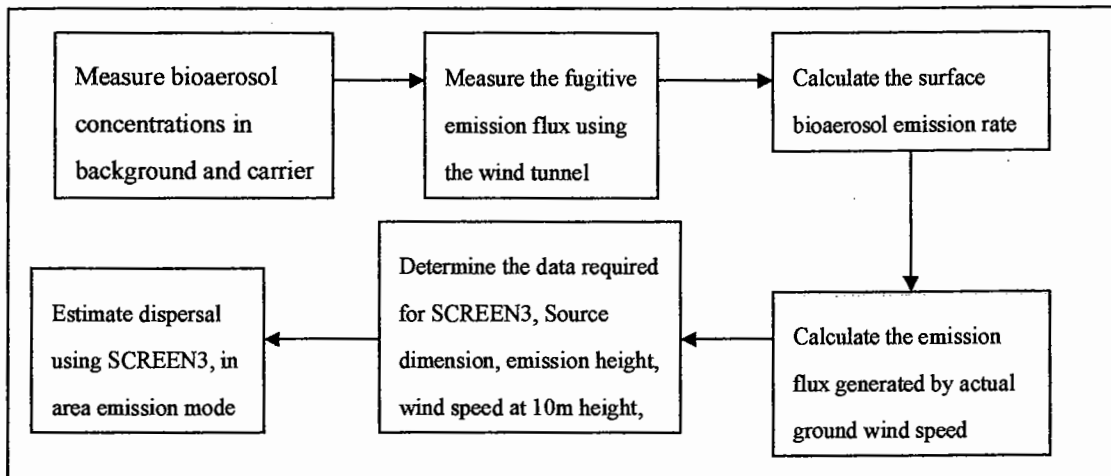 Measure bioaerosol
concentrations in
background and carrier
Measure the fugitive
emission flux using
the wind tunnel
Calculate the surface
bioaerosol emission rate
Calculate the emission
flux generated by actual
ground wind speed
Determine the data required
for SCREEN3, Source
dimension, emission height,
wind speed at 10m height,
Estimate dispersal
using SCREEN3, in
area emission mode